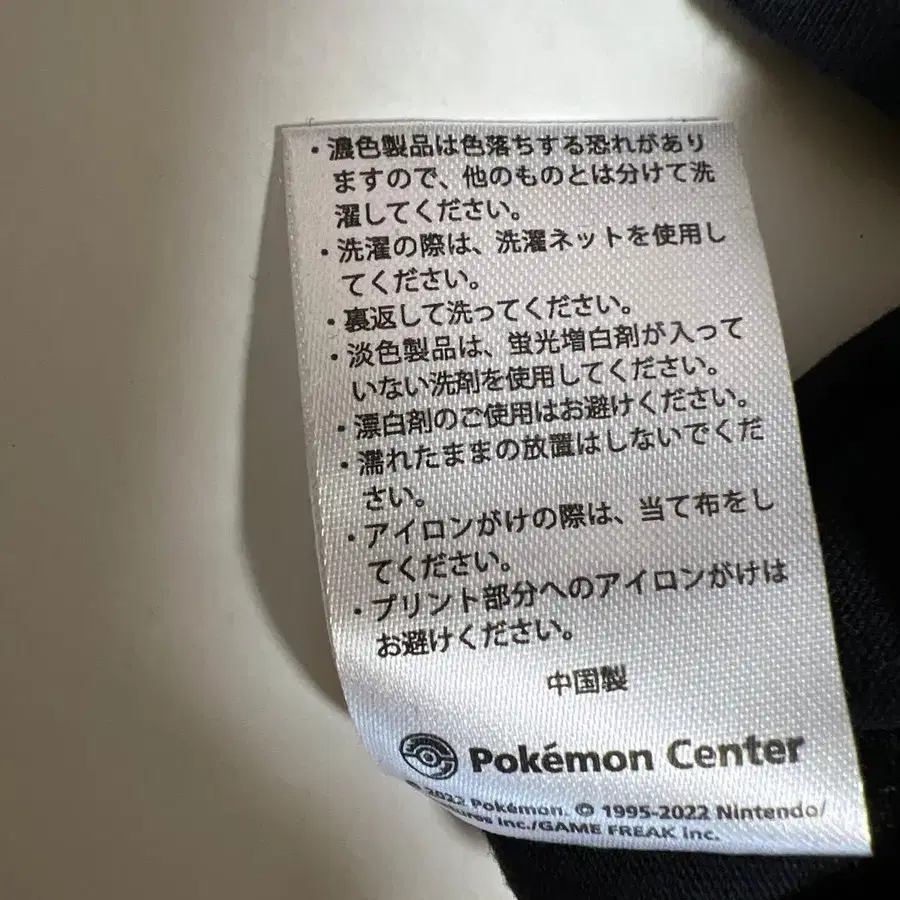 ・濃色製品は色落ちする恐れがあり
ますので、他のものとは分けて洗
濯してください。
・洗濯の際は、洗濯ネットを使用し
てください。
・裏返して洗ってください。
・淡色製品は、蛍光増白剤が入って
いない洗剤を使用してください。
・漂白剤のご使用はお避けください。
・濡れたままの放置はしないでくだ
さい。
・アイロンがけの際は、当て布をし
てください。
・プリント部分へのアイロンがけは
お避けください。
中国製
Pokémon Center
2022 Pokémon. © 1995-2022 Nintendo/
Inc./GAME FREAK inc.